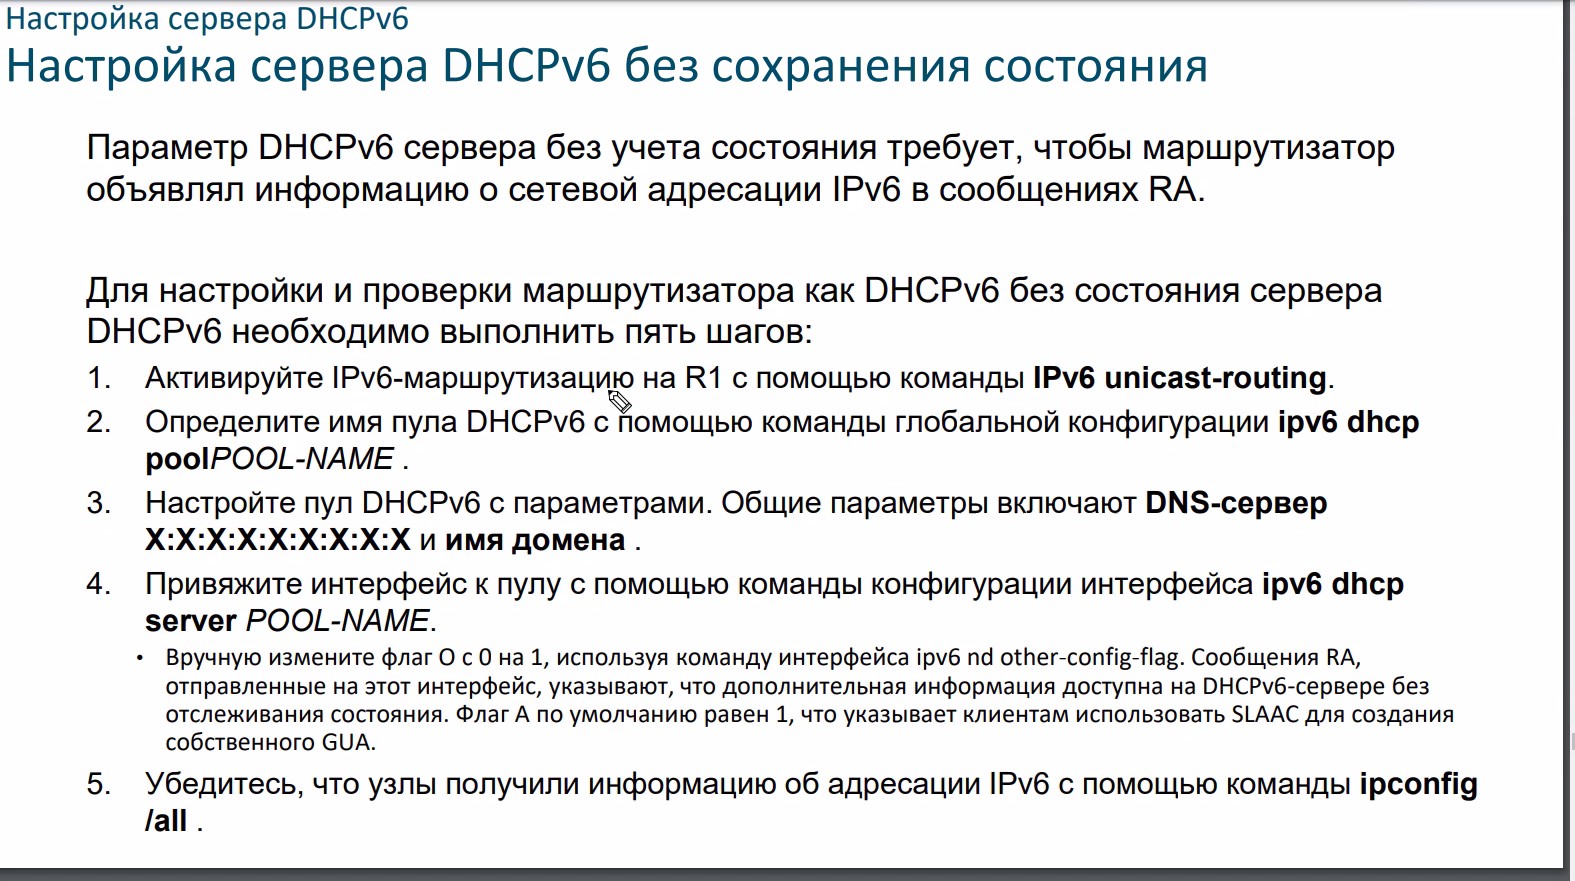 Настройка сервера DHCPv6
Настройка сервера DHCPv6 без сохранения состояния
Параметр DHCPv6 сервера без учета состояния требует, чтобы маршрутизатор
объявлял информацию о сетевой адресации IPv6 в сообщениях RA.
Для настройки и проверки маршрутизатора как DHCPv6 без состояния сервера
DHCPv6 необходимо выполнить пять шагов:
1. Активируйте IPv6-маршрутизацию на R1 с помощью команды IPv6 unicast-routing.
2. Определите имя пула DHCPv6 с помощью команды глобальной конфигурации ipv6 dhcp
poolPOOL-NAME .
3. Настройте пул DHCPv6 с параметрами. Общие параметры включают DNS-сервер
X:X:X:X:X:X:X:X:X и имя домена .
4. Привяжите интерфейс к пулу с помощью команды конфигурации интерфейса ipv6 dhcp
server POOL-NAME.
• Вручную измените флаг O с 0 на 1, используя команду интерфейса ipv6 nd other-config-flag. Сообщения RA,
отправленные на этот интерфейс, указывают, что дополнительная информация доступна на DHCPv6-сервере без
отслеживания состояния. Флаг A по умолчанию равен 1, что указывает клиентам использовать SLAAC для создания
собственного GUA.
5. Убедитесь, что узлы получили информацию об адресации IPv6 с помощью команды ipconfig
/all .